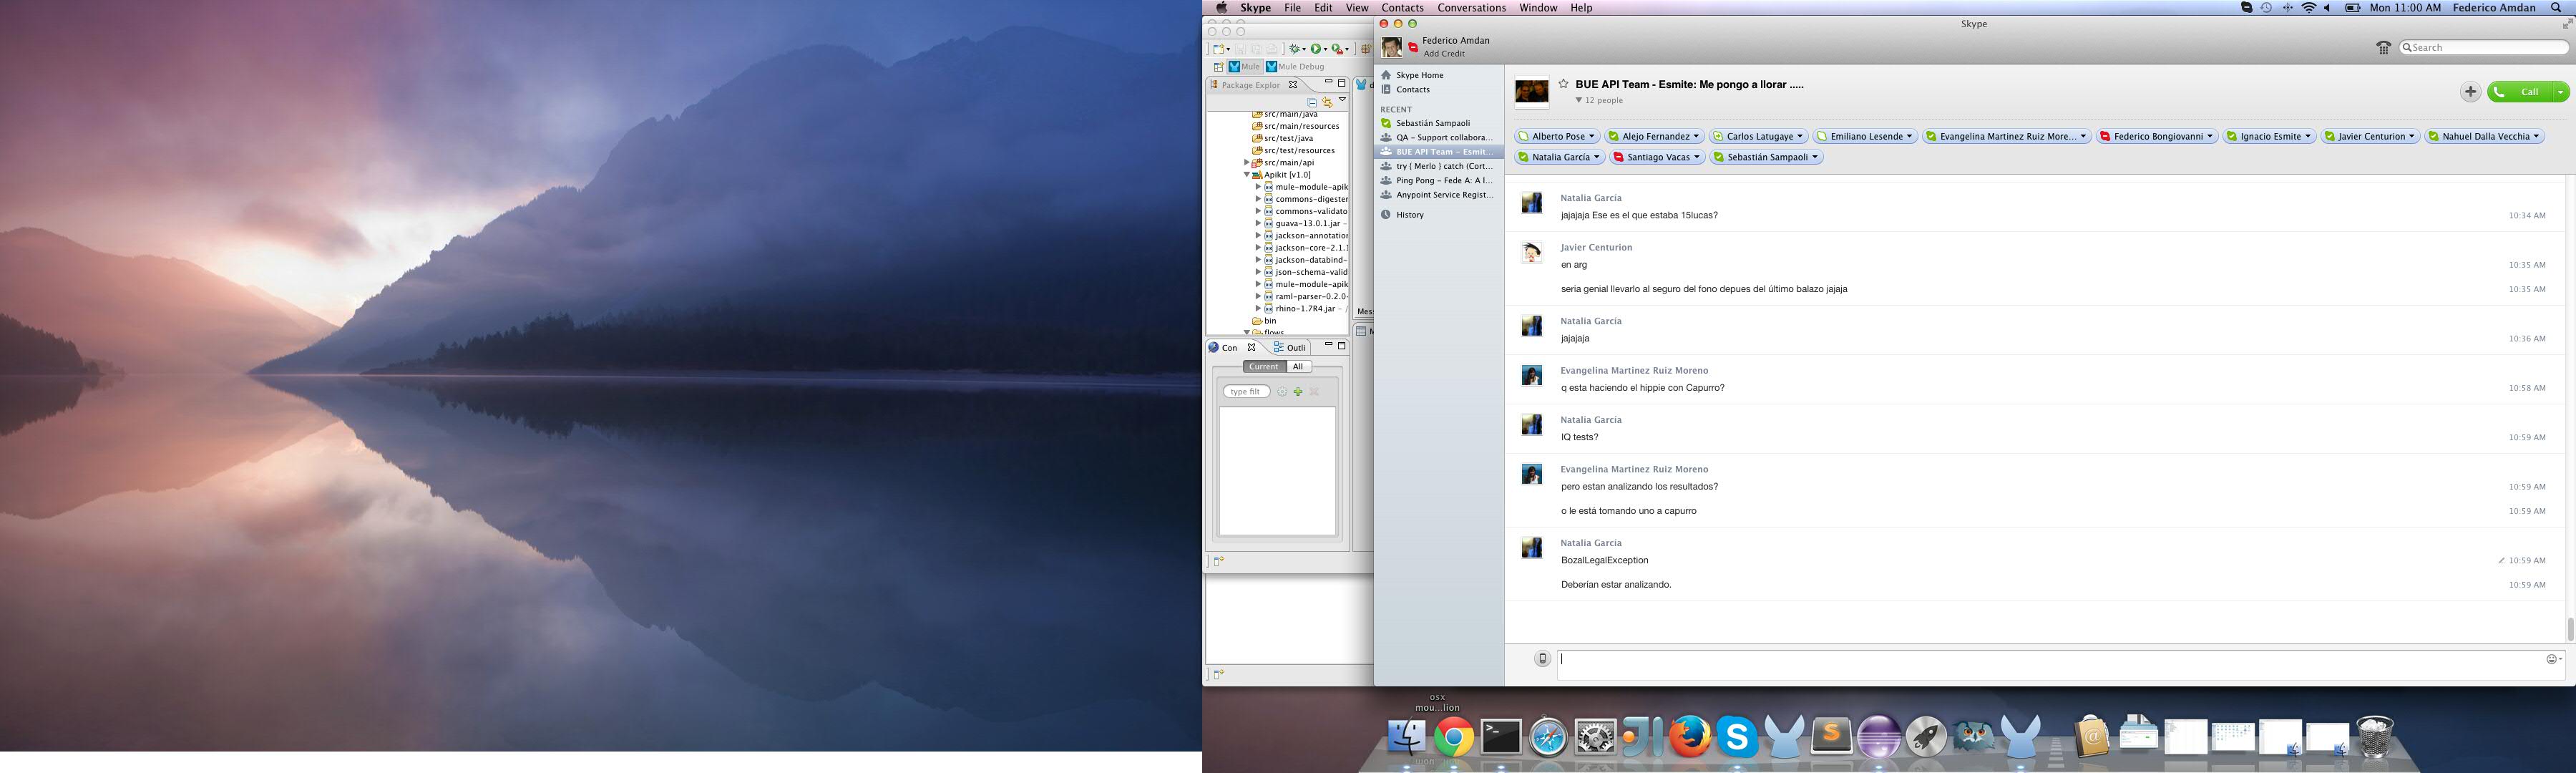 Skype File Edit View Contacts Conversations Window Help
Mon 11:00 AM Federico Amdan
Mule Mule Debug
Package Explor
src/main/java
src/main/resources
src/test/java
src/test/resources
src/main/api
Apikit [v1.0]
mule-module-apik
commons-digester
commons-validato
guava-13.0.1.jar -
jackson-annotation
jackson-core-2.1.1
jackson-databind-
json-schema-valid
mule-module-apik
raml-parser-0.2.0-
rhino-1.7R4.jar - /
bin
flows
Mes
Con Outli
Current All
type filt
Skype
Federico Amdan
Add Credit
Search
Skype Home
Contacts
RECENT
Sebastián Sampaoli
QA - Support collabora...
BUE API Team - Esmit...
try { Merlo } catch (Cort...
Ping Pong - Fede A: A l...
Anypoint Service Regist...
History
BUE API Team - Esmite: Me pongo a llorar .....
12 people
Call
Alberto Pose Alejo Fernandez Carlos Latugaye Emiliano Lesende Evangelina Martinez Ruiz More... Federico Bongiovanni Ignacio Esmite Javier Centurion Nahuel Dalla Vecchia
Natalia García Santiago Vacas Sebastián Sampaoli
Natalia García
jajajaja Ese es el que estaba 15lucas? 10:34 AM
Javier Centurion
en arg 10:35 AM
seria genial llevarlo al seguro del fono depues del último balazo jajaja 10:35 AM
Natalia García
jajajaja 10:36 AM
Evangelina Martinez Ruiz Moreno
q esta haciendo el hippie con Capurro? 10:58 AM
Natalia García
IQ tests? 10:59 AM
Evangelina Martinez Ruiz Moreno
pero estan analizando los resultados? 10:59 AM
o le está tomando uno a capurro 10:59 AM
Natalia García
BozalLegalException 10:59 AM
Deberían estar analizando. 10:59 AM
osx
mou...lion